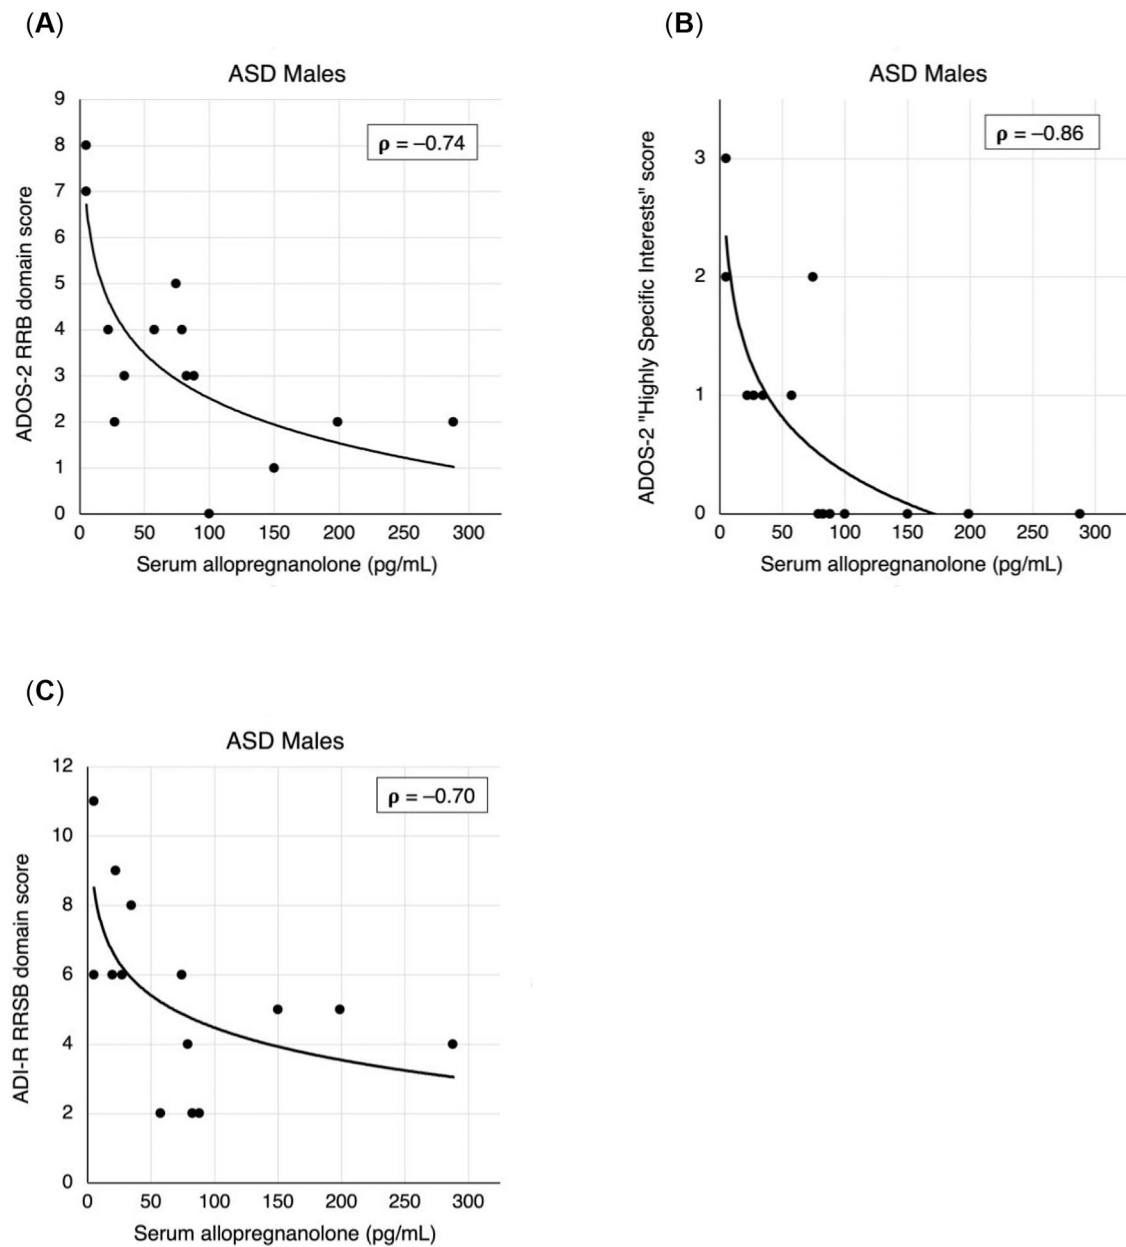 (A)
ASD Males
ρ = –0.74
ADOS-2 RRB domain score
9
8
7
6
5
4
3
2
1
0
0 50 100 150 200 250 300
Serum allopregnanolone (pg/mL)
(B)
ASD Males
ρ = –0.86
ADOS-2 "Highly Specific Interests" score
3
2
1
0
0 50 100 150 200 250 300
Serum allopregnanolone (pg/mL)
(C)
ASD Males
ρ = –0.70
ADI-R RRSB domain score
12
10
8
6
4
2
0
0 50 100 150 200 250 300
Serum allopregnanolone (pg/mL)